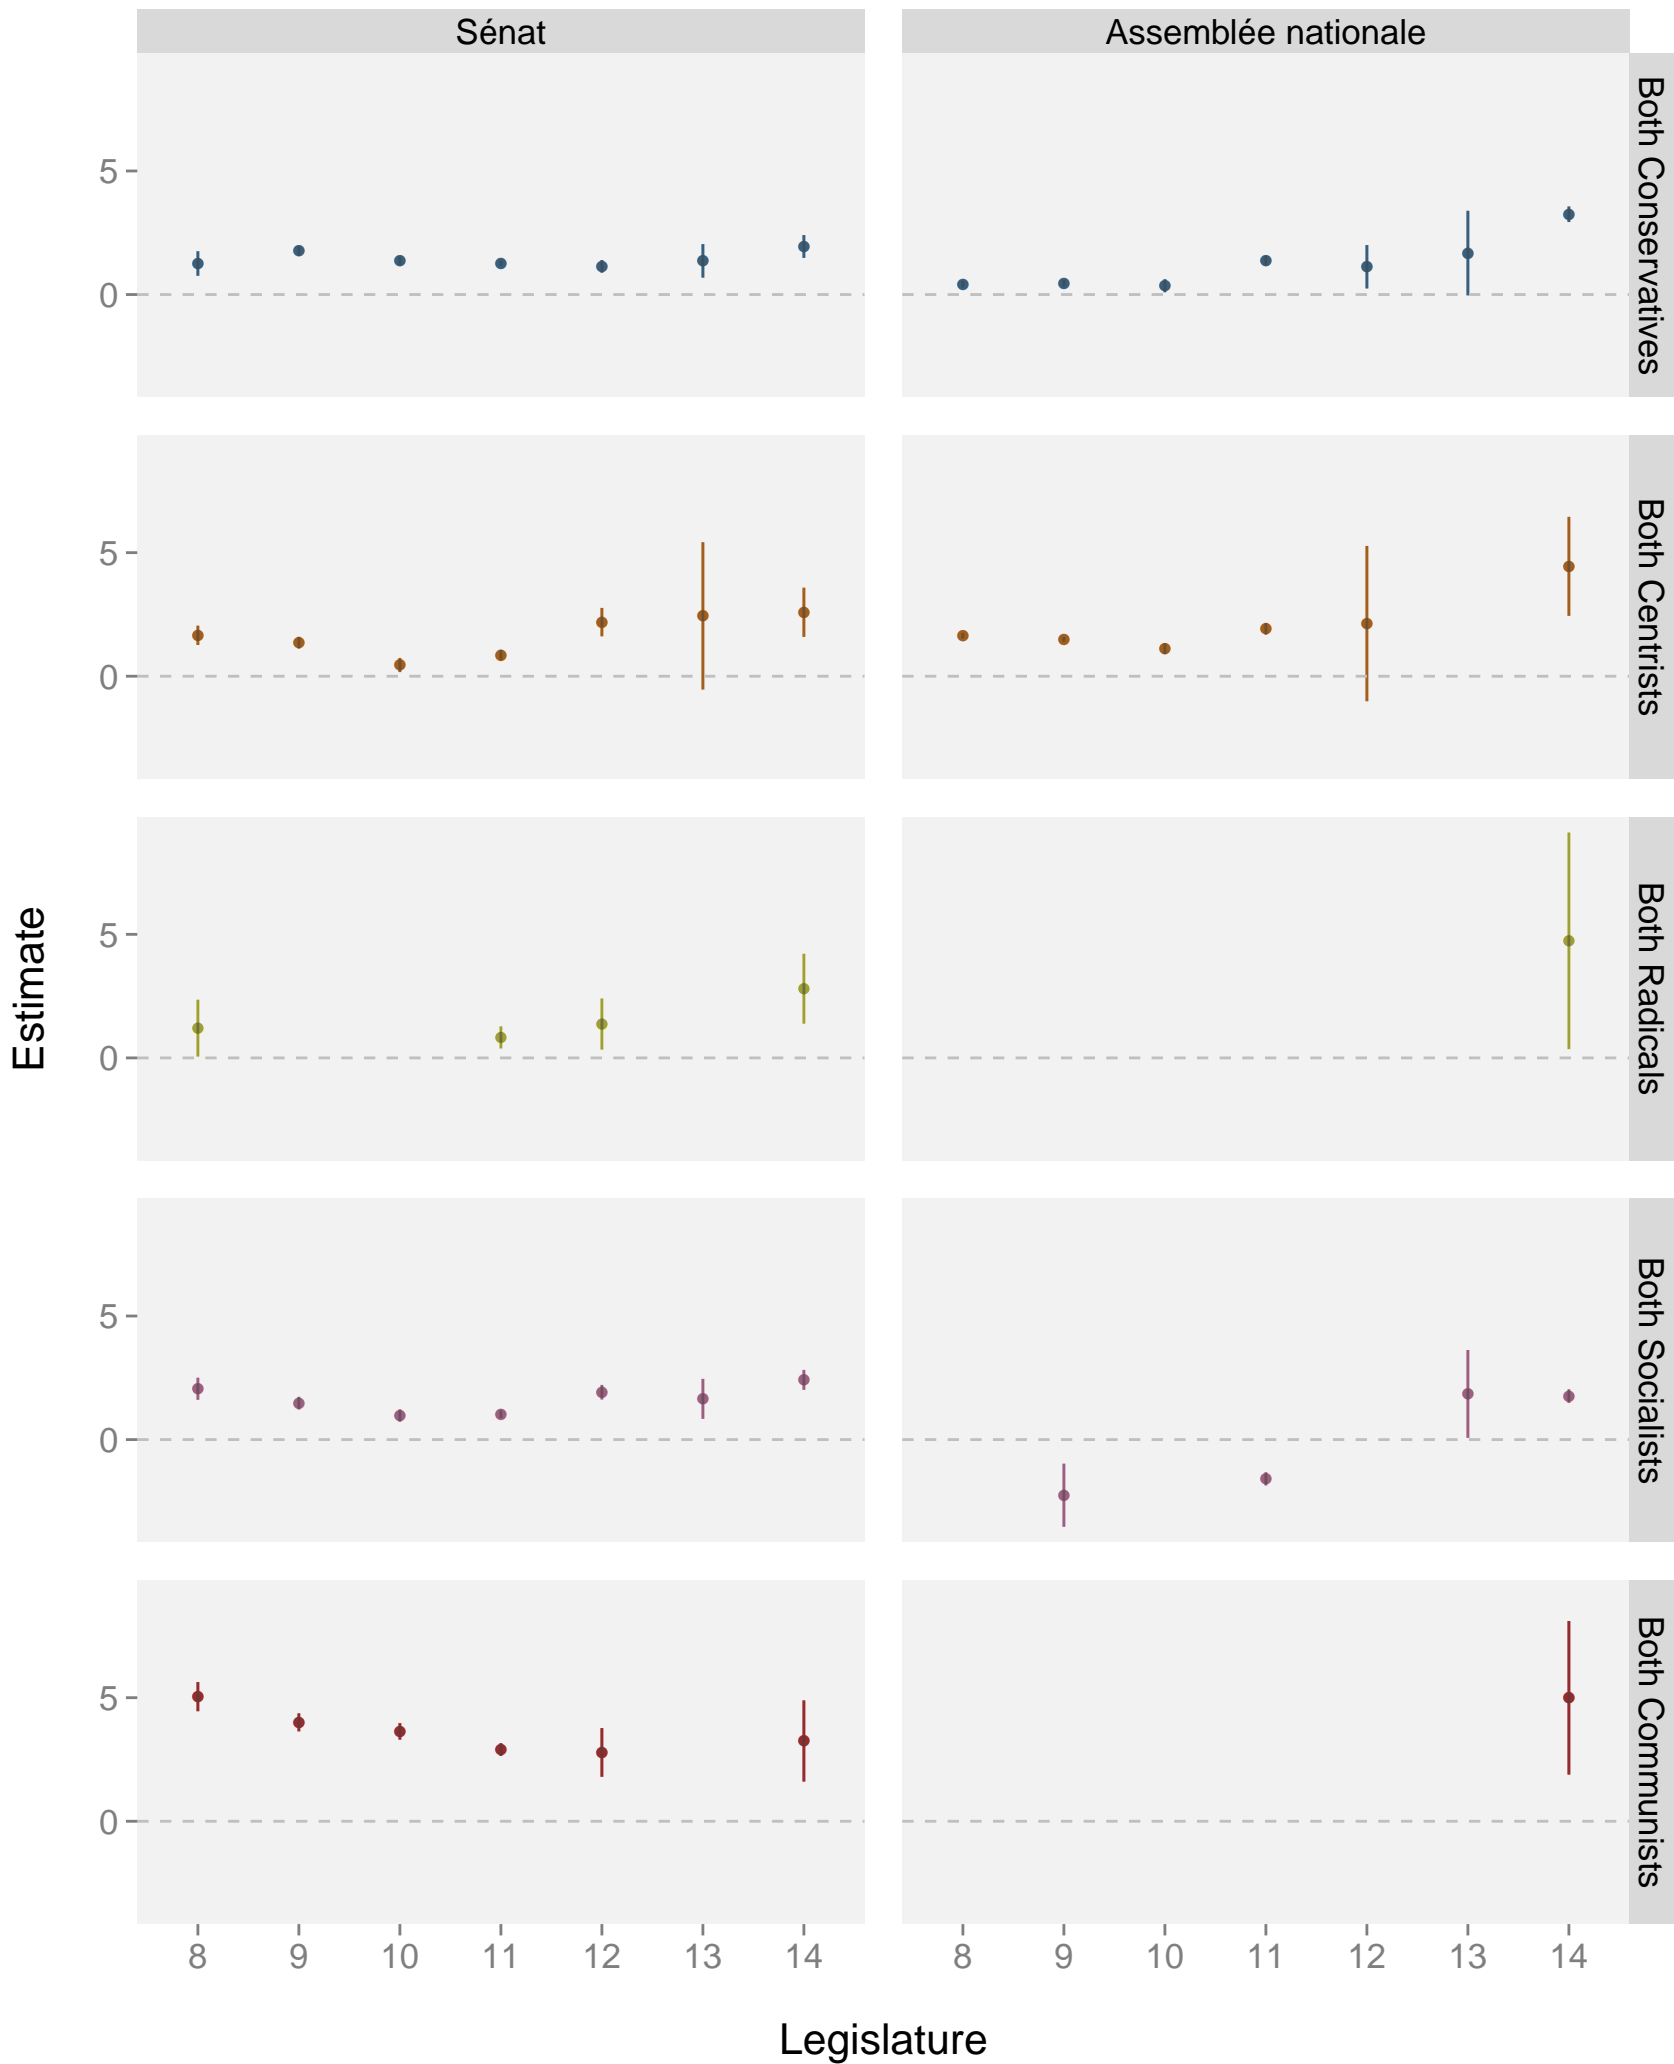 Sénat
Assemblée nationale
5
0
Both Conservatives
5
0
Both Centrists
5
0
Both Radicals
5
0
Both Socialists
5
0
Both Communists
Estimate
8 9 10 11 12 13 14
8 9 10 11 12 13 14
Legislature